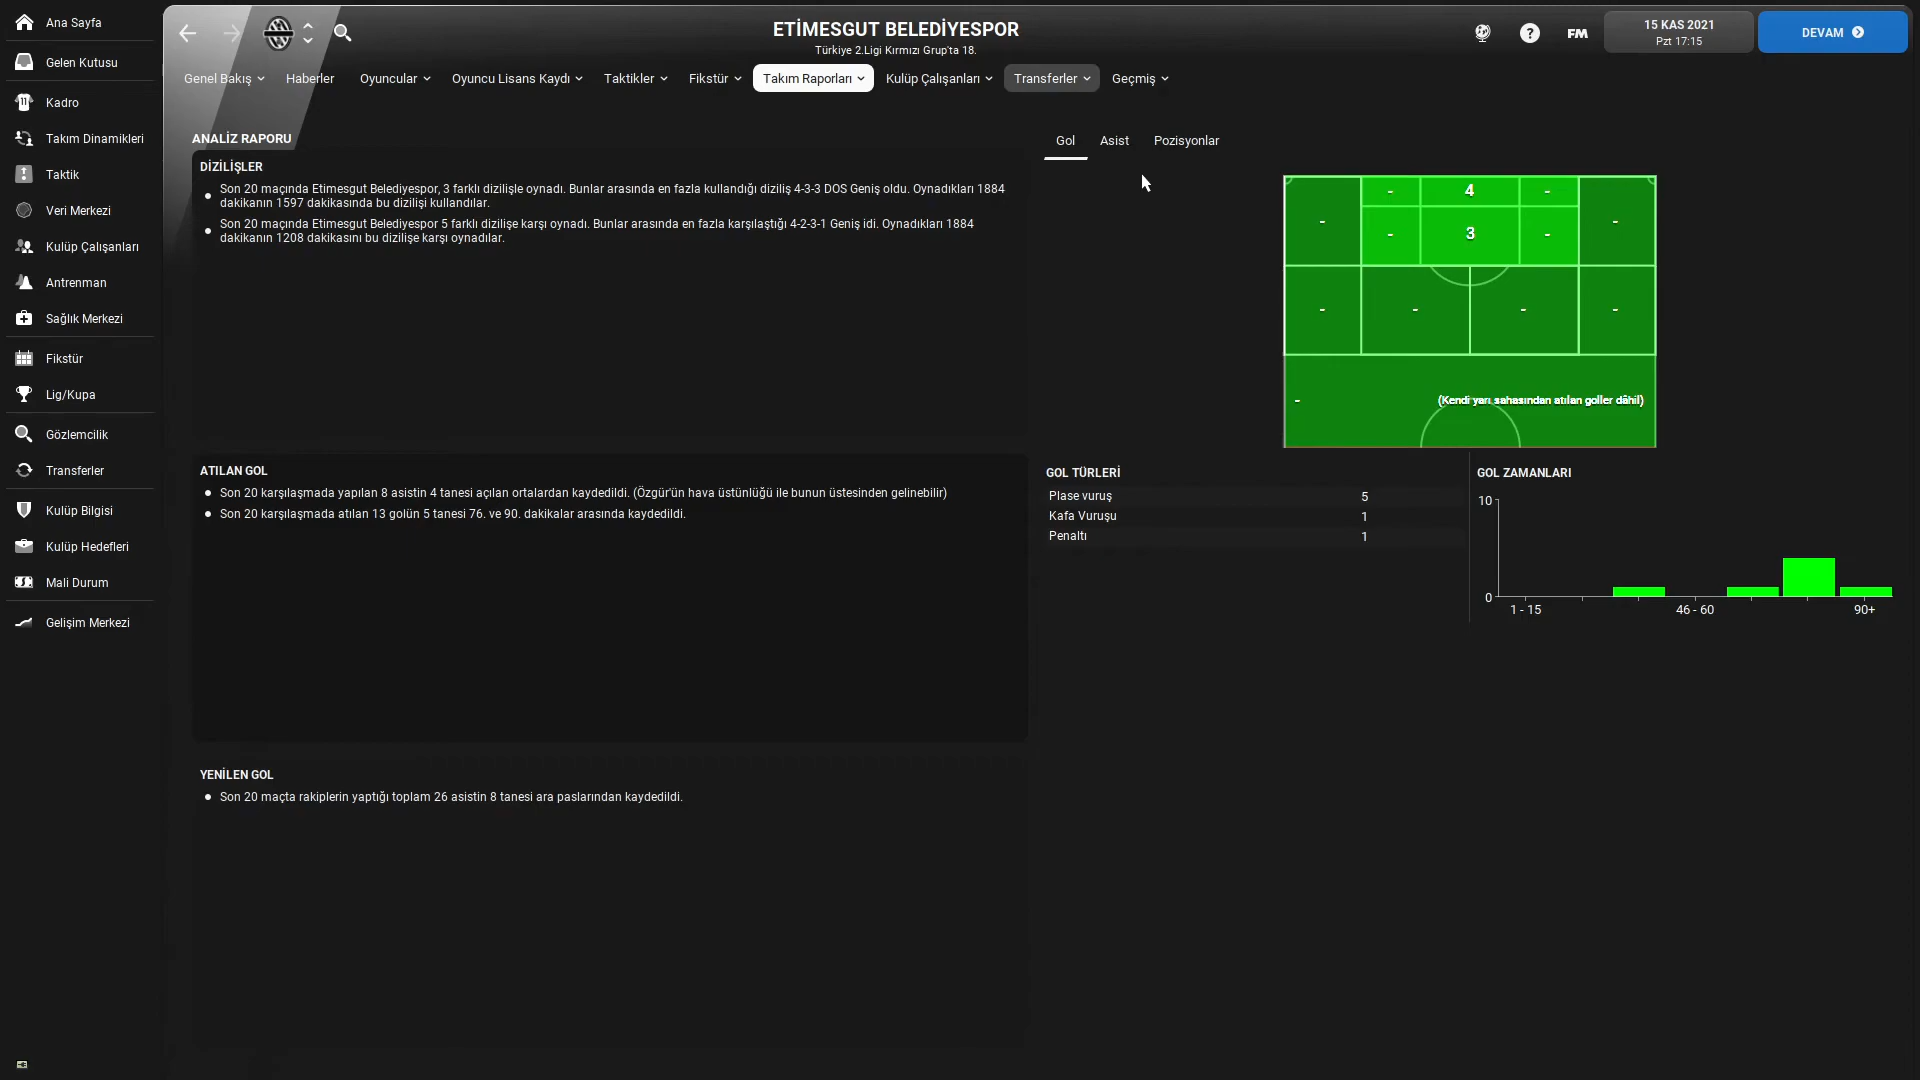 Ana Sayfa
Gelen Kutusu
Kadro
Takım Dinamikleri
Taktik
Veri Merkezi
Kulüp Çalışanları
Antrenman
Sağlık Merkezi
Fikstür
Lig/Kupa
Gözlemcilik
Transferler
Kulüp Bilgisi
Kulüp Hedefleri
Mali Durum
Gelişim Merkezi
ETİMESGUT BELEDİYESPOR
Türkiye 2.Ligi Kırmızı Grup'ta 18.
FM
15 KAS 2021
Pzt 17:15
DEVAM
Genel Bakış
Haberler
Oyuncular
Oyuncu Lisans Kaydı
Taktikler
Fikstür
Takım Raporları
Kulüp Çalışanları
Transferler
Geçmiş
ANALİZ RAPORU
DİZİLİŞLER
Son 20 maçında Etimesgut Belediyespor, 3 farklı dizilişle oynadı. Bunlar arasında en fazla kullandığı diziliş 4-3-3 DOS Geniş oldu. Oynadıkları 1884
dakikanın 1597 dakikasında bu dizilişi kullandılar.
Son 20 maçında Etimesgut Belediyespor 5 farklı dizilişe karşı oynadı. Bunlar arasında en fazla karşılaştığı 4-2-3-1 Geniş idi. Oynadıkları 1884
dakikanın 1208 dakikasını bu dizilişe karşı oynadılar.
ATILAN GOL
Son 20 karşılaşmada yapılan 8 asistin 4 tanesi açılan ortalardan kaydedildi. (Özgür'ün hava üstünlüğü ile bunun üstesinden gelinebilir)
Son 20 karşılaşmada atılan 13 golün 5 tanesi 76. ve 90. dakikalar arasında kaydedildi.
YENİLEN GOL
Son 20 maçta rakiplerin yaptığı toplam 26 asistin 8 tanesi ara paslarından kaydedildi.
Gol
Asist
Pozisyonlar
- 4 -
- - 3 - -
- - - -
- (Kendi yarı sahasından atılan goller dâhil)
GOL TÜRLERİ
Plase vuruş 5
Kafa Vuruşu 1
Penaltı 1
GOL ZAMANLARI
10
0
1 - 15
46 - 60
90+